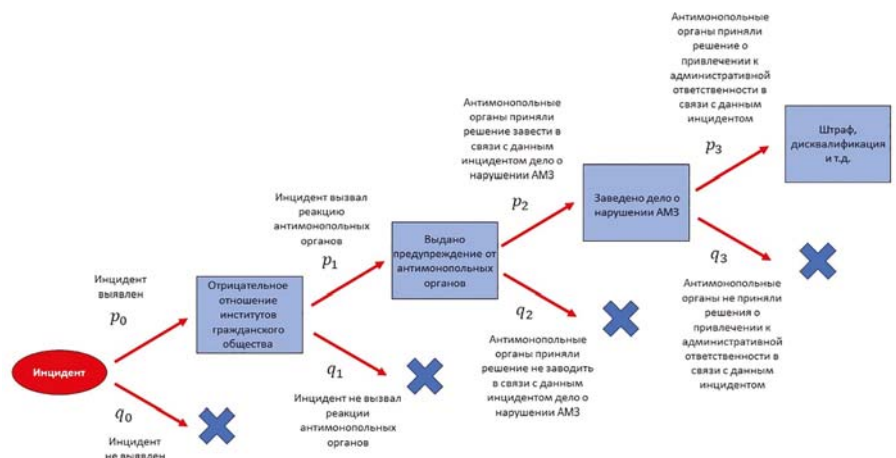 Антимонопольные
органы приняли
решение о
привлечении к
административной
ответственности в
связи с данным
инцидентом
p3
Штраф,
дисквалификация
и т.д.
Антимонопольные
органы приняли
решение завести в
связи с данным
инцидентом дело о
нарушении АМЗ
p2
Заведено дело о
нарушении АМЗ
q3
Антимонопольные
органы не приняли
решения о
привлечении к
административной
ответственности в
связи с данным
инцидентом
Инцидент вызвал
реакцию
антимонопольных
органов
p1
Выдано
предупреждение от
антимонопольных
органов
q2
Антимонопольные
органы приняли
решение не заводить
в связи с данным
инцидентом дело о
нарушении АМЗ
Инцидент
выявлен
p0
Отрицательное
отношение
институтов
гражданского
общества
q1
Инцидент не вызвал
реакции
антимонопольных
органов
Инцидент
q0
Инцидент
не выявлен